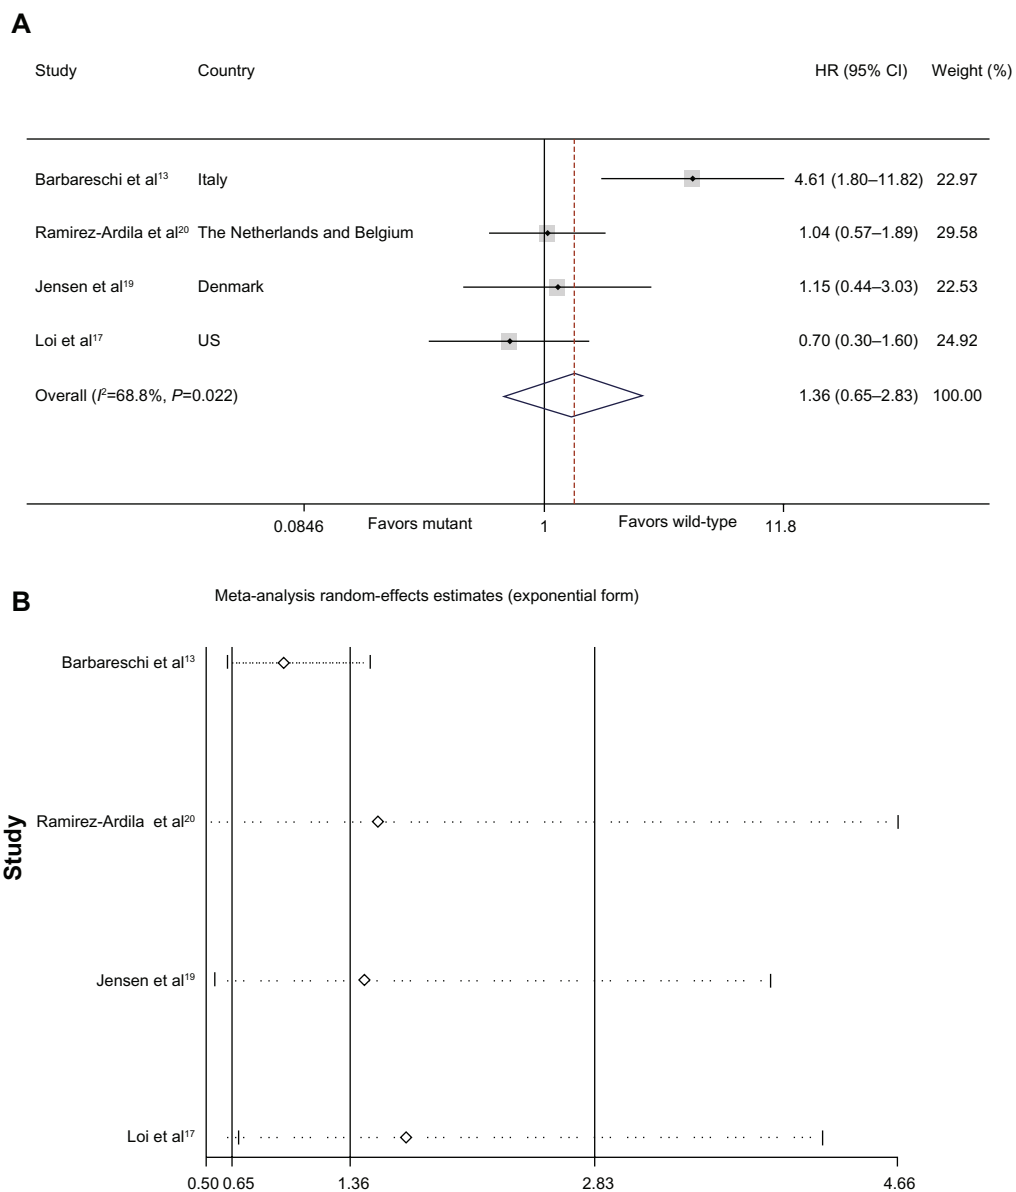 A
Study Country HR (95% CI) Weight (%)
Barbareschi et al13 Italy 4.61 (1.80–11.82) 22.97
Ramirez-Ardila et al20 The Netherlands and Belgium 1.04 (0.57–1.89) 29.58
Jensen et al19 Denmark 1.15 (0.44–3.03) 22.53
Loi et al17 US 0.70 (0.30–1.60) 24.92
Overall (I2=68.8%, P=0.022) 1.36 (0.65–2.83) 100.00
0.0846 Favors mutant 1 Favors wild-type 11.8
B
Meta-analysis random-effects estimates (exponential form)
Study
Barbareschi et al13
Ramirez-Ardila et al20
Jensen et al19
Loi et al17
0.50 0.65 1.36 2.83 4.66